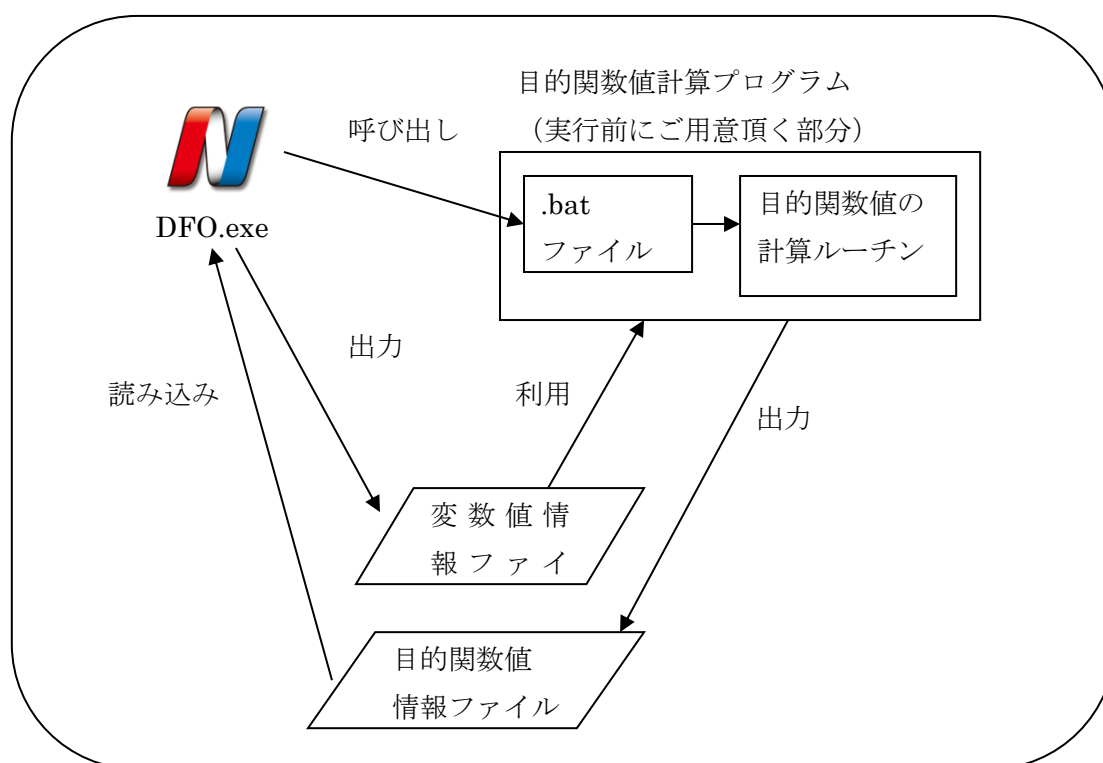 目的関数値計算プログラム
（実行前にご用意頂く部分）
呼び出し
DFO.exe
.bat
ファイル
目的関数値の
計算ルーチン
出力
読み込み
利用
出力
変数値情
報ファイ
目的関数値
情報ファイル